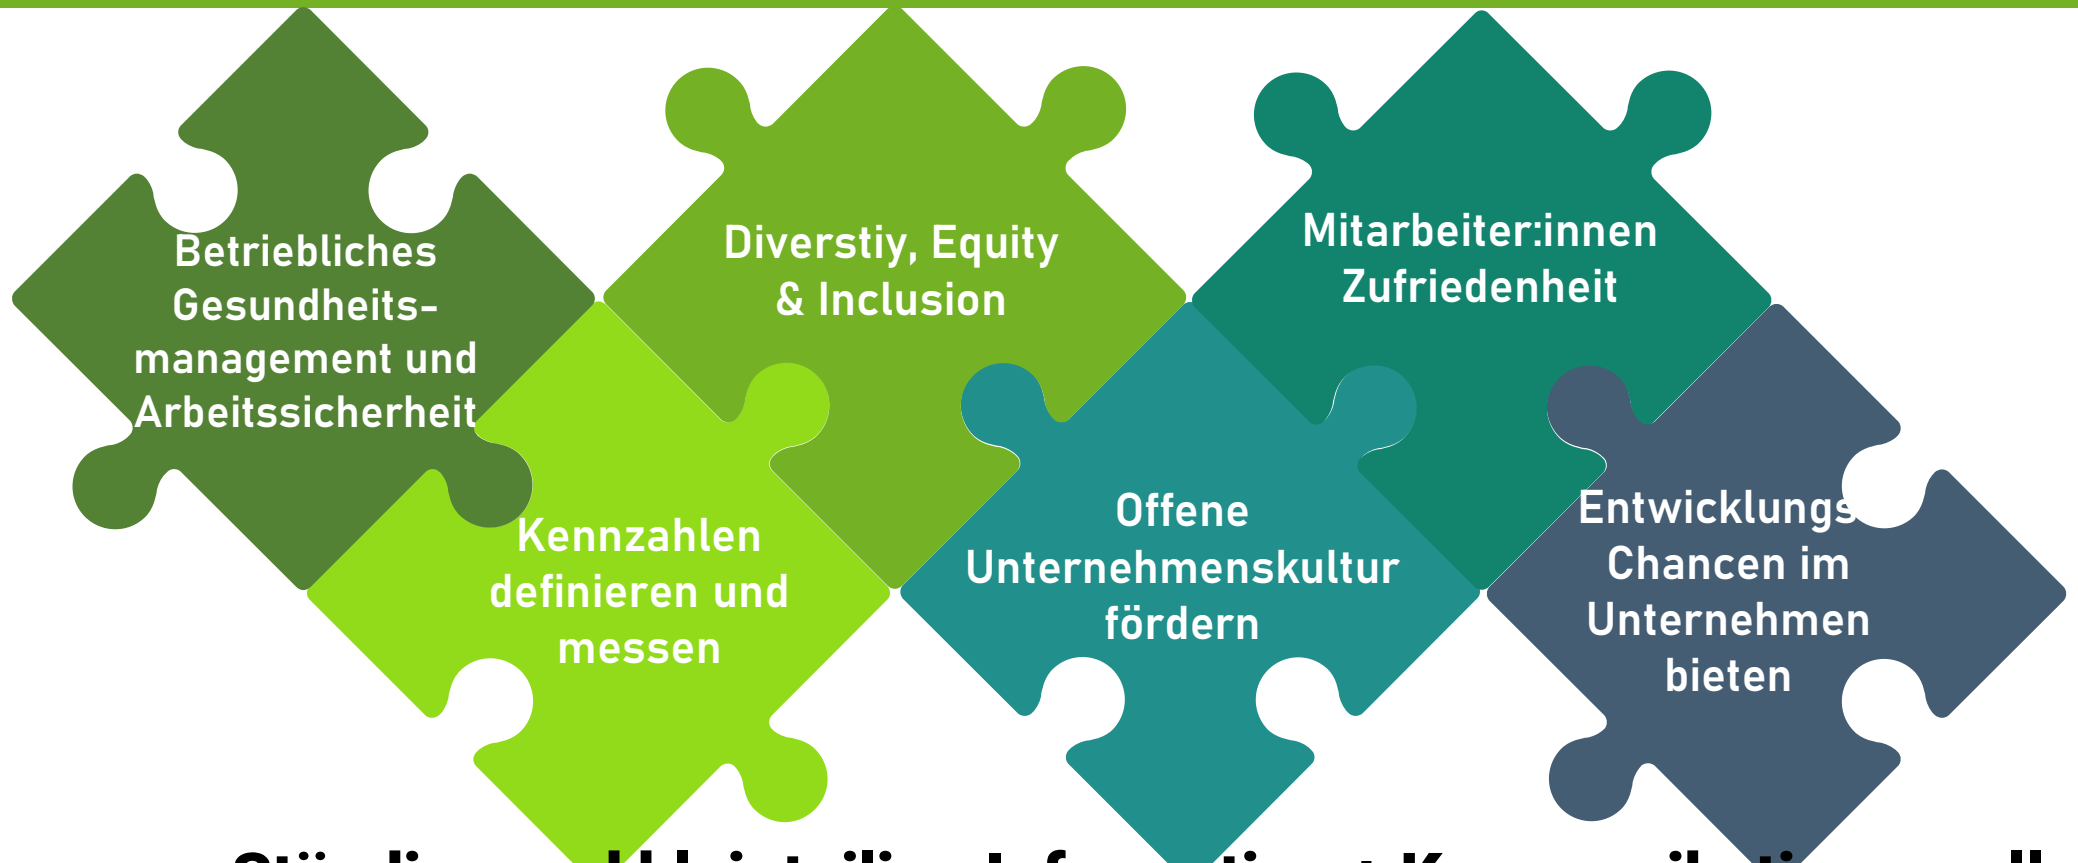 Betriebliches
Gesundheits-
management und
Arbeitssicherheit
Diverstiy, Equity
& Inclusion
Mitarbeiter:innen
Zufriedenheit
Kennzahlen
definieren und
messen
Offene
Unternehmenskultur
fördern
Entwicklungs
Chancen im
Unternehmen
bieten